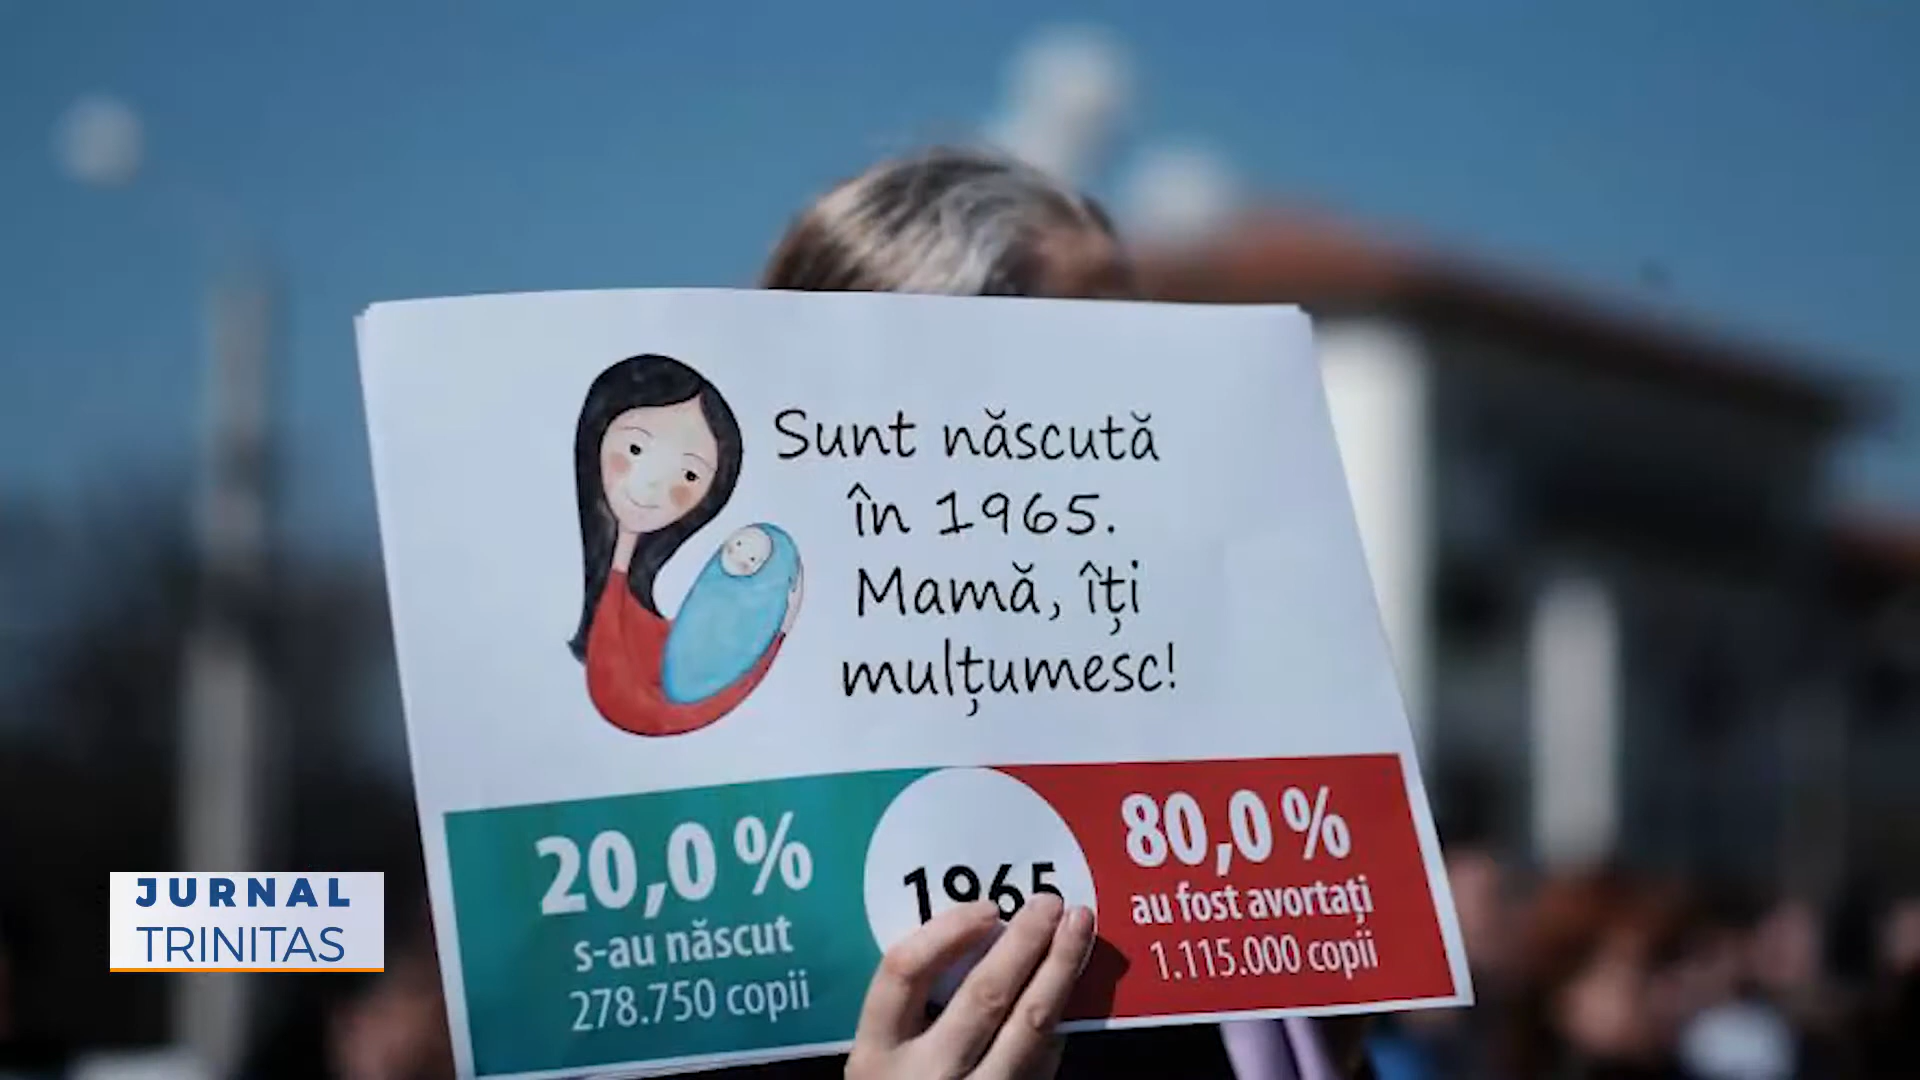 Sunt născută
în 1965.
Mamă, îți
mulțumesc!
20,0 %
s-au născut
278.750 copii
1965
80,0 %
au fost avortați
1.115.000 copii
JURNAL
TRINITAS